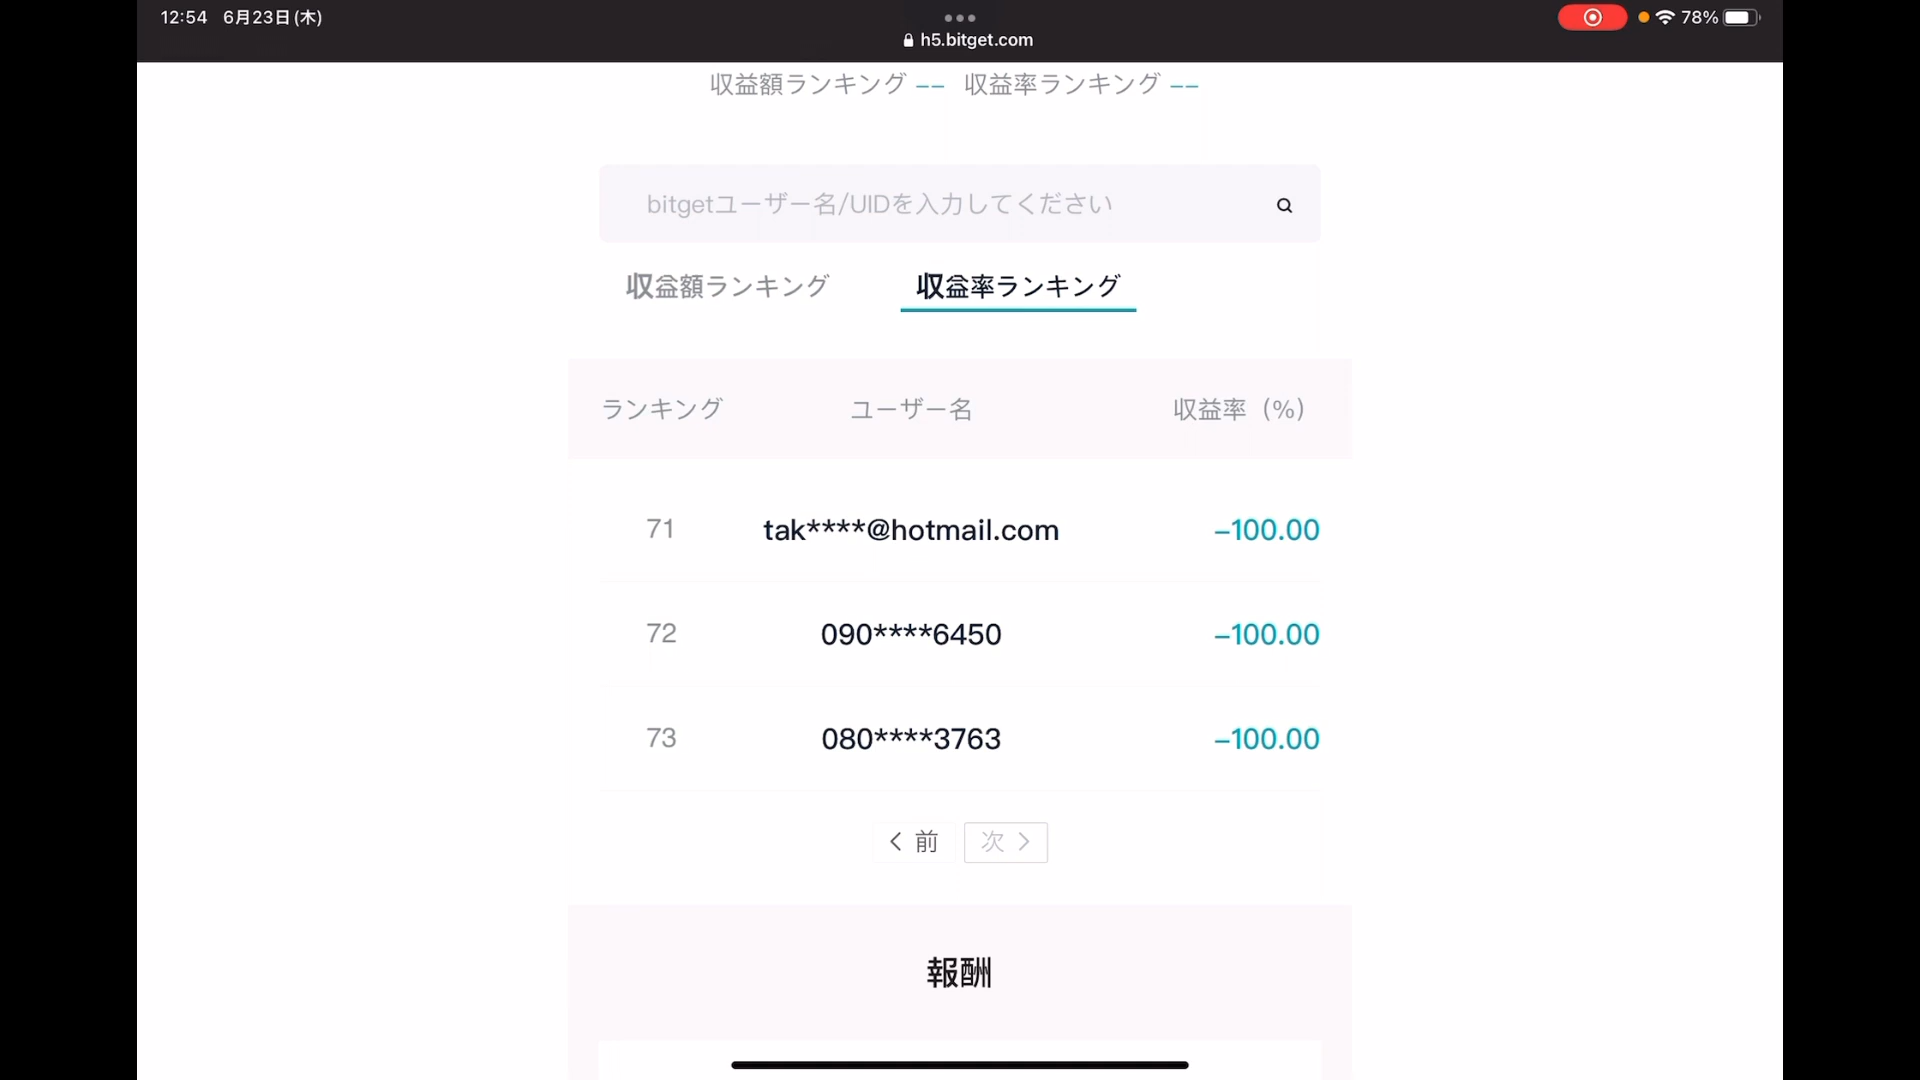 12:54 6月23日(木)
78%
h5.bitget.com
収益額ランキング -- 収益率ランキング --
bitgetユーザー名/UIDを入力してください
収益額ランキング 収益率ランキング
ランキング ユーザー名 収益率（%）
71 tak****@hotmail.com -100.00
72 090****6450 -100.00
73 080****3763 -100.00
< 前 次 >
報酬